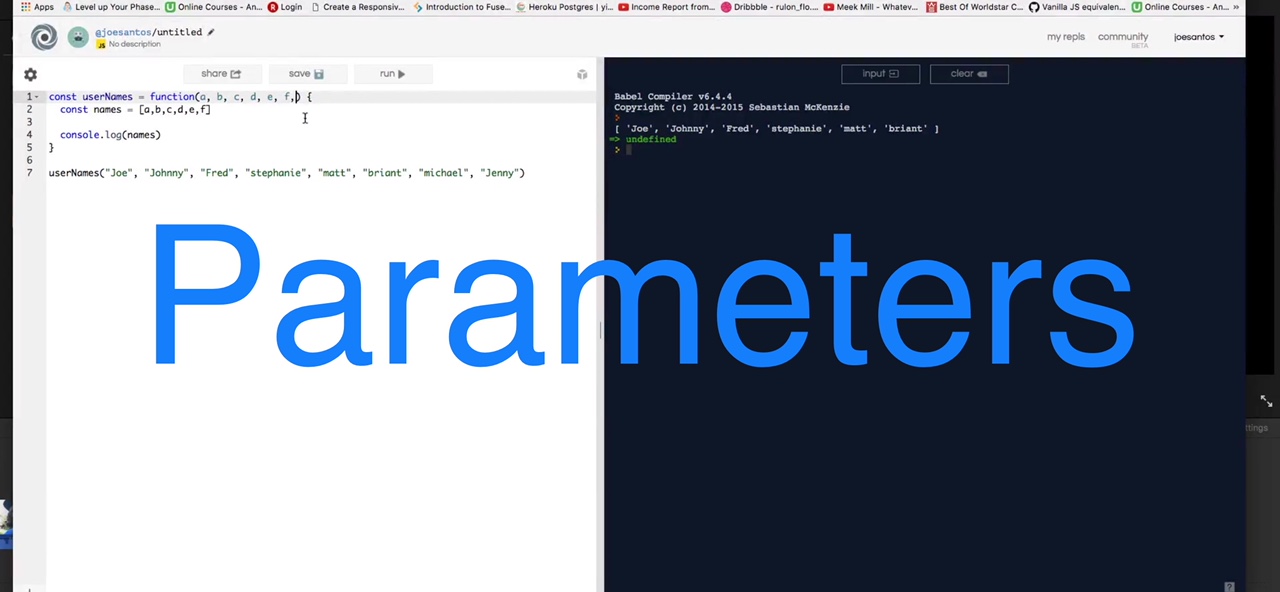 Apps Level up Your Phase... Online Courses - An... Login Create a Responsiv... Introduction to Fuse... Heroku Postgres | yi... Income Report from... Dribbble - rulon_flo... Meek Mill - Whatev... Best Of Worldstar C... Vanilla JS equivalen... Online Courses - An... »
@joesantos/untitled
JS No description
my repls community BETA joesantos
share save run input clear
1 const userNames = function(a, b, c, d, e, f,) {
2 const names = [a,b,c,d,e,f]
3
4 console.log(names)
5 }
6
7 userNames("Joe", "Johnny", "Fred", "stephanie", "matt", "briant", "michael", "Jenny")
Babel Compiler v6.4.4
Copyright (c) 2014-2015 Sebastian McKenzie
>
[ 'Joe', 'Johnny', 'Fred', 'stephanie', 'matt', 'briant' ]
=> undefined
>
Parameters
ttings
?